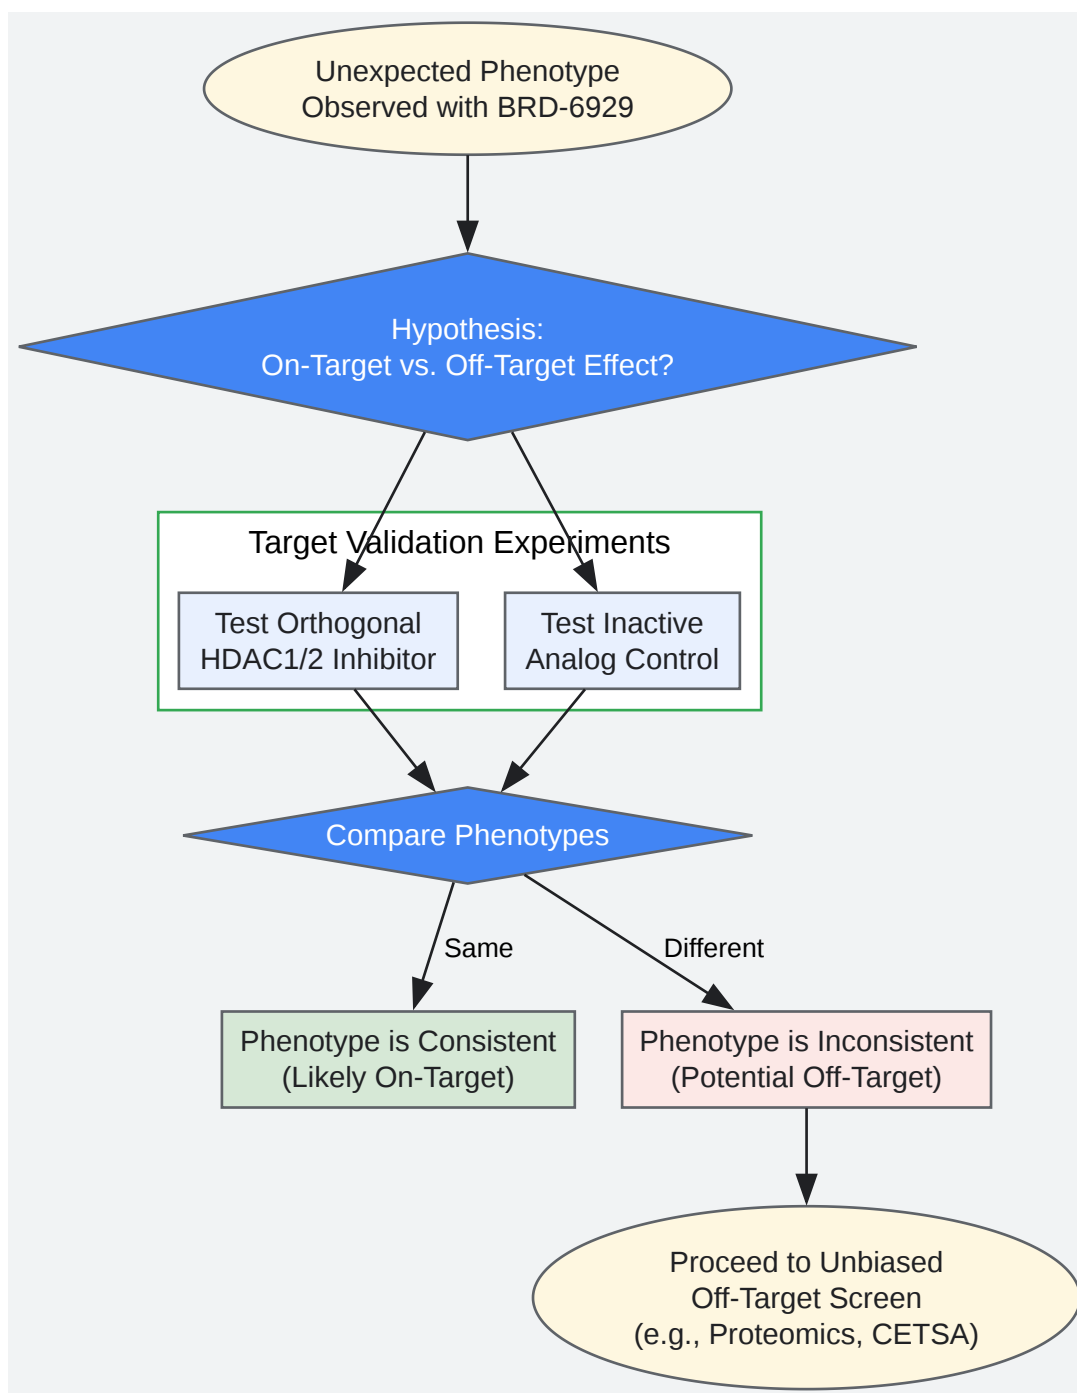 Unexpected Phenotype
Observed with BRD-6929
Hypothesis:
On-Target vs. Off-Target Effect?
Target Validation Experiments
Test Orthogonal
HDAC1/2 Inhibitor
Test Inactive
Analog Control
Compare Phenotypes
Same
Different
Phenotype is Consistent
(Likely On-Target)
Phenotype is Inconsistent
(Potential Off-Target)
Proceed to Unbiased
Off-Target Screen
(e.g., Proteomics, CETSA)